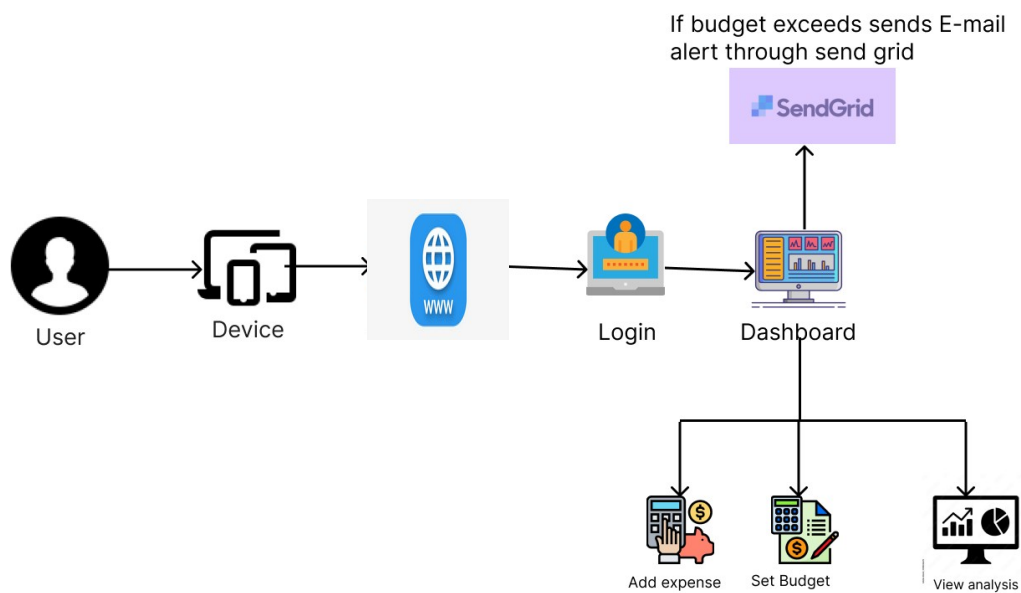 If budget exceeds sends E-mail
alert through send grid
SendGrid
WWW
User
Device
Login
Dashboard
Add expense
Set Budget
View analysis